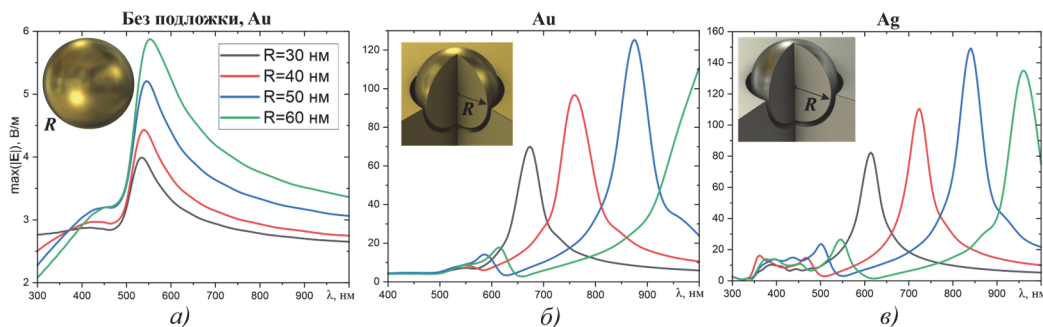 Без подложки, Au
Au
Ag
R
R=30 нм
R=40 нм
R=50 нм
R=60 нм
max(|E|), В/м
6
5
4
3
2
300 400 500 600 700 800 900
λ, нм
а)
R
120
100
80
60
40
20
0
400 500 600 700 800 900
λ, нм
б)
R
160
140
120
100
80
60
40
20
0
300 400 500 600 700 800 900
λ, нм
в)